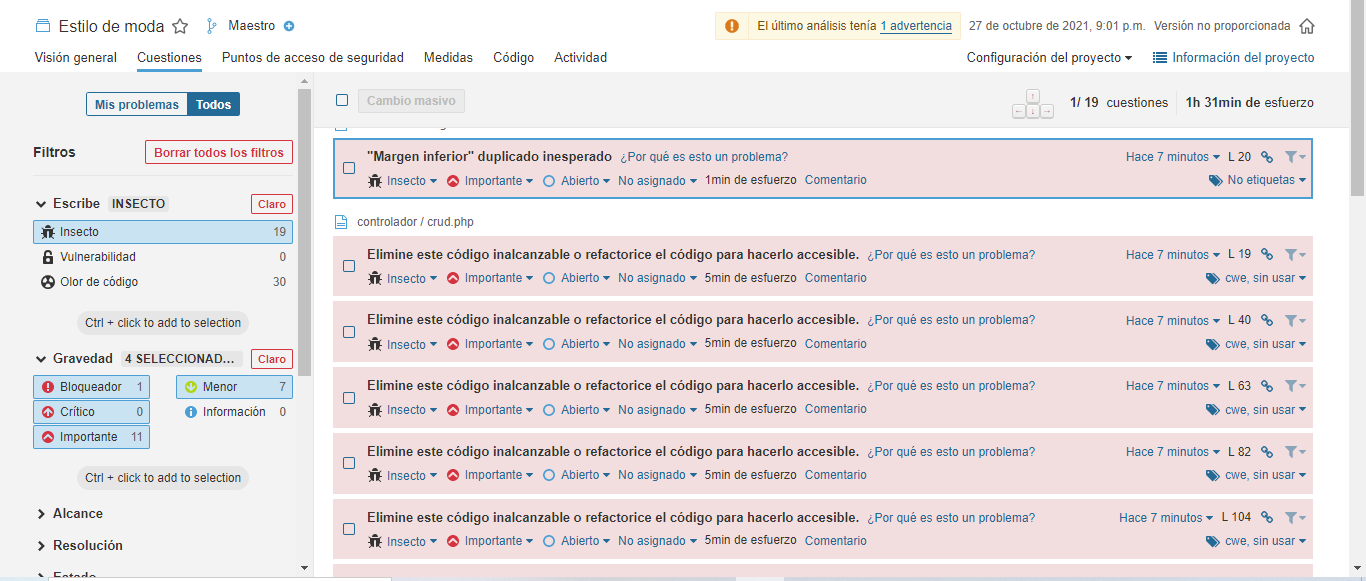 Estilo de moda Maestro El último análisis tenía 1 advertencia 27 de octubre de 2021, 9:01 p.m. Versión no proporcionada
Visión general Cuestiones Puntos de acceso de seguridad Medidas Código Actividad Configuración del proyecto Información del proyecto
Mis problemas Todos
Filtros Borrar todos los filtros
Escribe INSECTO Claro
Insecto 19
Vulnerabilidad 0
Olor de código 30
Ctrl + click to add to selection
Gravedad 4 SELECCIONAD... Claro
Bloqueador 1 Menor 7
Crítico 0 Información 0
Importante 11
Ctrl + click to add to selection
Alcance
Resolución
Estado
Cambio masivo 1/ 19 cuestiones 1h 31min de esfuerzo
"Margen inferior" duplicado inesperado ¿Por qué es esto un problema? Hace 7 minutos L 20
Insecto Importante Abierto No asignado 1min de esfuerzo Comentario No etiquetas
controlador / crud.php
Elimine este código inalcanzable o refactorice el código para hacerlo accesible. ¿Por qué es esto un problema? Hace 7 minutos L 19
Insecto Importante Abierto No asignado 5min de esfuerzo Comentario cwe, sin usar
Elimine este código inalcanzable o refactorice el código para hacerlo accesible. ¿Por qué es esto un problema? Hace 7 minutos L 40
Insecto Importante Abierto No asignado 5min de esfuerzo Comentario cwe, sin usar
Elimine este código inalcanzable o refactorice el código para hacerlo accesible. ¿Por qué es esto un problema? Hace 7 minutos L 63
Insecto Importante Abierto No asignado 5min de esfuerzo Comentario cwe, sin usar
Elimine este código inalcanzable o refactorice el código para hacerlo accesible. ¿Por qué es esto un problema? Hace 7 minutos L 82
Insecto Importante Abierto No asignado 5min de esfuerzo Comentario cwe, sin usar
Elimine este código inalcanzable o refactorice el código para hacerlo accesible. ¿Por qué es esto un problema? Hace 7 minutos L 104
Insecto Importante Abierto No asignado 5min de esfuerzo Comentario cwe, sin usar